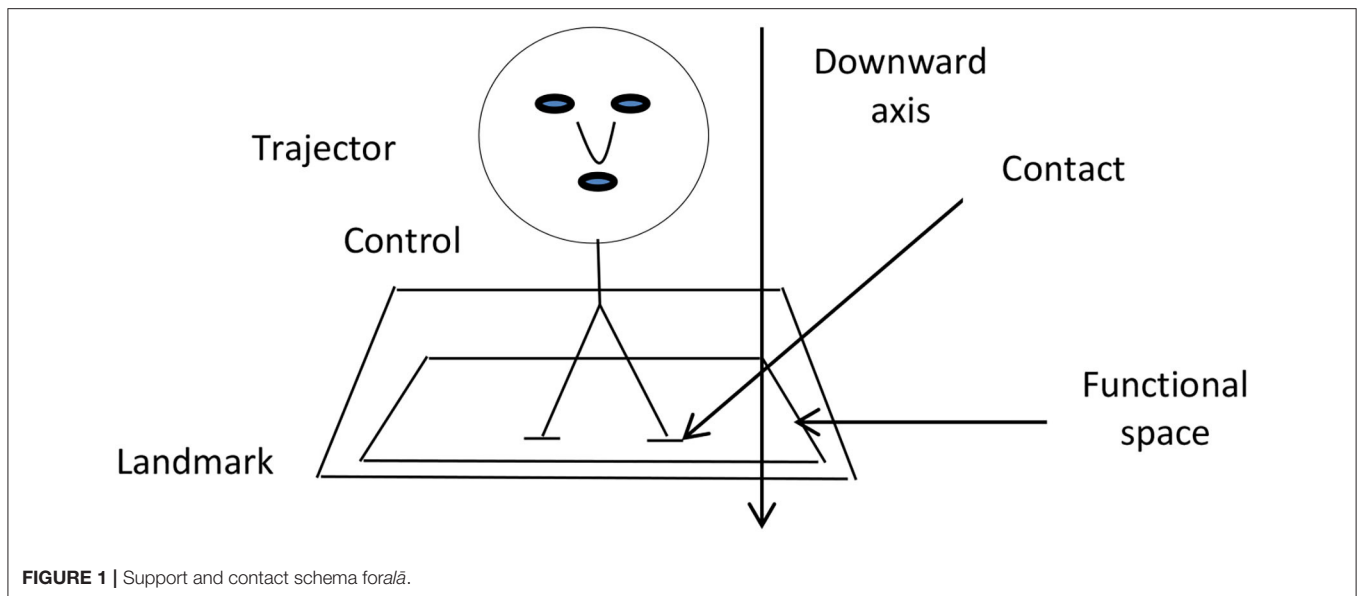 Downward
axis
Trajector
Contact
Control
Functional
space
Landmark
FIGURE 1 | Support and contact schema foralā.